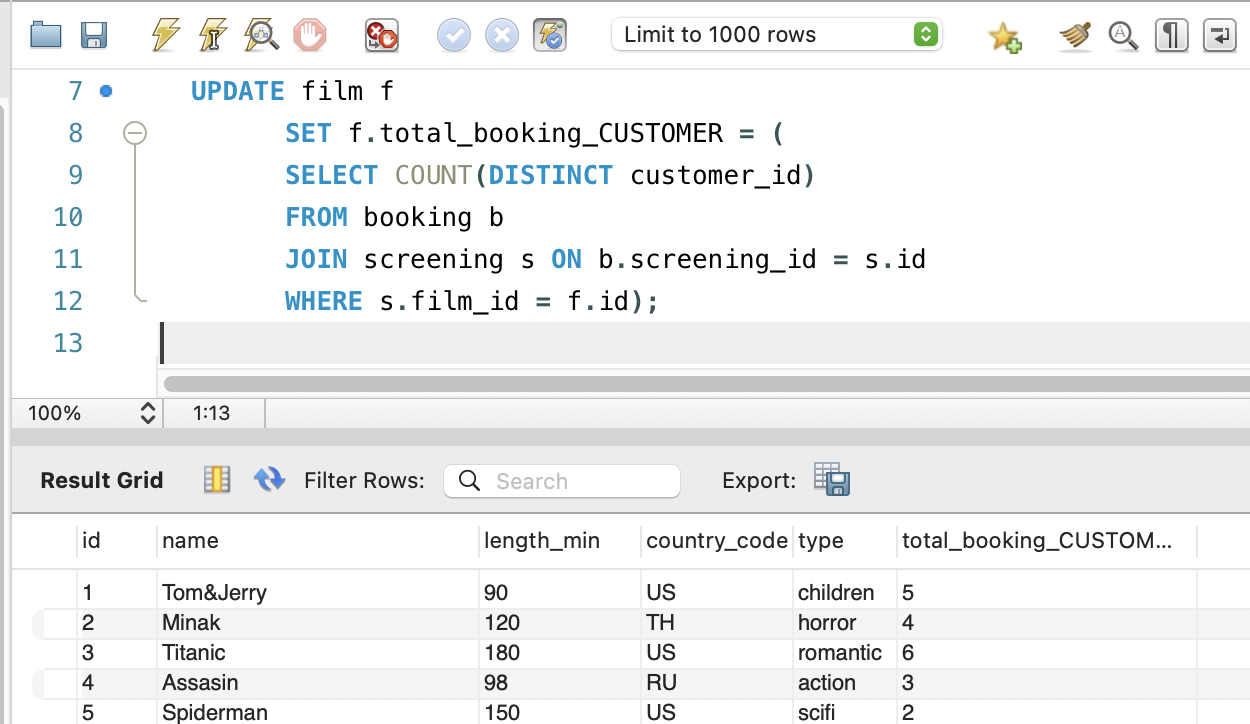 Limit to 1000 rows
7 UPDATE film f
8 SET f.total_booking_CUSTOMER = (
9 SELECT COUNT(DISTINCT customer_id)
10 FROM booking b
11 JOIN screening s ON b.screening_id = s.id
12 WHERE s.film_id = f.id);
13
100% 1:13
Result Grid Filter Rows: Search Export:
id name length_min country_code type total_booking_CUSTOM...
1 Tom&Jerry 90 US children 5
2 Minak 120 TH horror 4
3 Titanic 180 US romantic 6
4 Assasin 98 RU action 3
5 Spiderman 150 US scifi 2